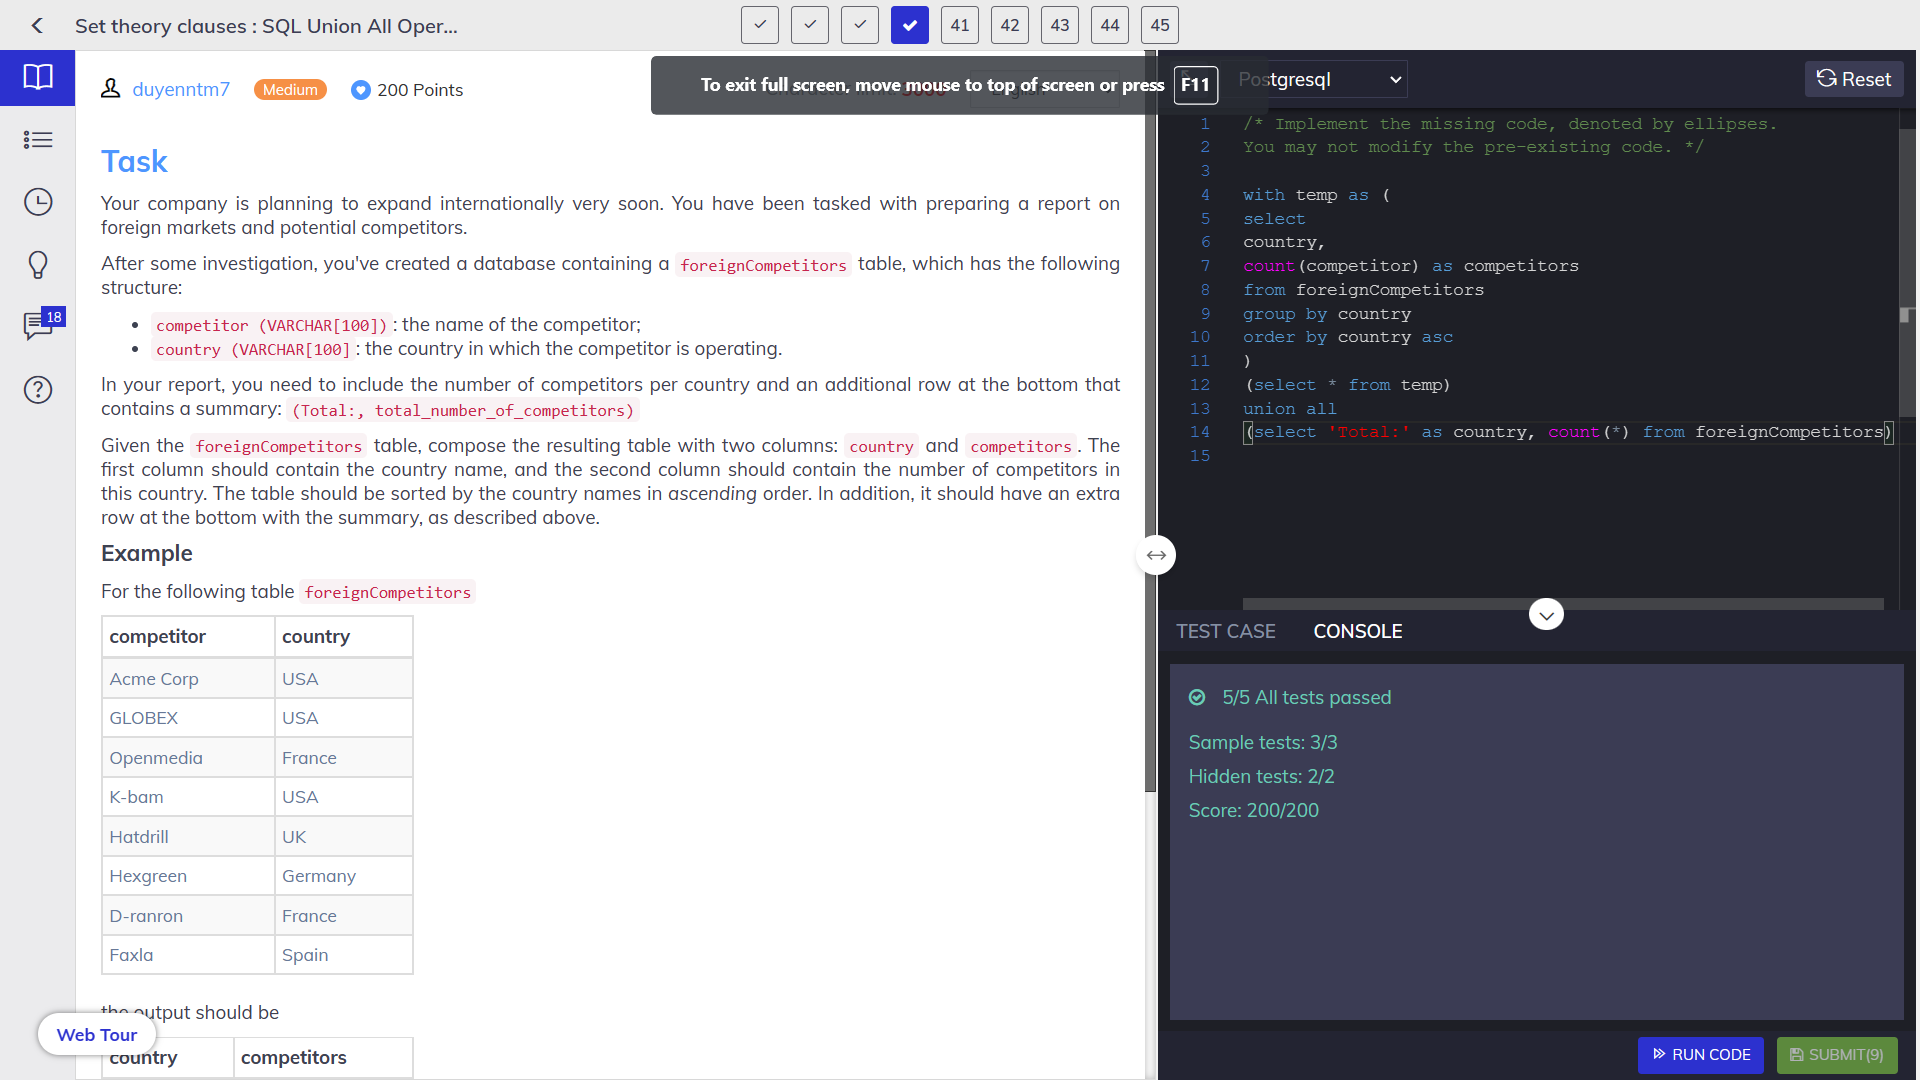 Set theory clauses : SQL Union All Oper...
41
42
43
44
45
duyenntm7
Medium
200 Points
To exit full screen, move mouse to top of screen or press F11
Postgresql
Reset
Task
Your company is planning to expand internationally very soon. You have been tasked with preparing a report on
foreign markets and potential competitors.
After some investigation, you've created a database containing a foreignCompetitors table, which has the following
structure:
• competitor (VARCHAR[100]): the name of the competitor;
• country (VARCHAR[100]: the country in which the competitor is operating.
In your report, you need to include the number of competitors per country and an additional row at the bottom that
contains a summary: (Total:, total_number_of_competitors)
Given the foreignCompetitors table, compose the resulting table with two columns: country and competitors. The
first column should contain the country name, and the second column should contain the number of competitors in
this country. The table should be sorted by the country names in ascending order. In addition, it should have an extra
row at the bottom with the summary, as described above.
Example
For the following table foreignCompetitors
competitor country
Acme Corp USA
GLOBEX USA
Openmedia France
K-bam USA
Hatdrill UK
Hexgreen Germany
D-ranron France
Faxla Spain
the output should be
country competitors
18
Web Tour
1 /* Implement the missing code, denoted by ellipses.
2 You may not modify the pre-existing code. */
3
4 with temp as (
5 select
6 country,
7 count(competitor) as competitors
8 from foreignCompetitors
9 group by country
10 order by country asc
11 )
12 (select * from temp)
13 union all
14 (select 'Total:' as country, count(*) from foreignCompetitors)
15
TEST CASE
CONSOLE
5/5 All tests passed
Sample tests: 3/3
Hidden tests: 2/2
Score: 200/200
RUN CODE
SUBMIT(9)